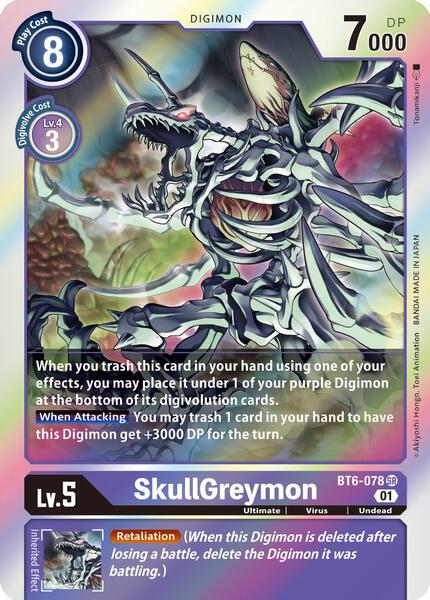 DIGIMON
Play Cost
8
7000
DP
Digivolve Cost
Lv.4
3
Tonamikanji
© Akiyoshi Hongo, Toei Animation BANDAI MADE IN JAPAN
When you trash this card in your hand using one of your
effects, you may place it under 1 of your purple Digimon
at the bottom of its digivolution cards.
When Attacking You may trash 1 card in your hand to have
this Digimon get +3000 DP for the turn.
Lv.5
SkullGreymon
BT6-078 SR
01
Ultimate | Virus | Undead
Inherited Effect
Retaliation (When this Digimon is deleted after
losing a battle, delete the Digimon it was
battling.)